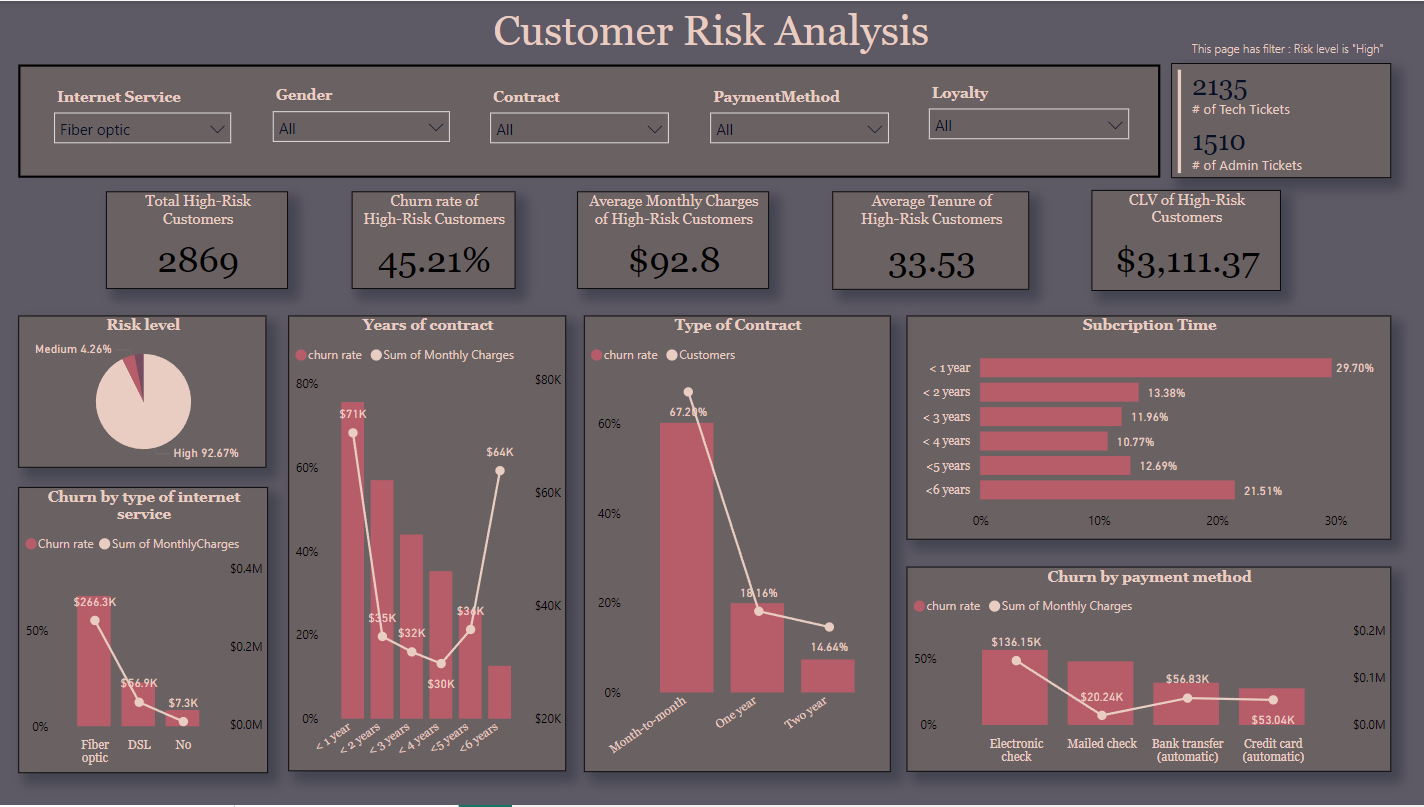 Customer Risk Analysis
This page has filter : Risk level is "High"
Internet Service
Fiber optic
Gender
All
Contract
All
PaymentMethod
All
Loyalty
All
2135
# of Tech Tickets
1510
# of Admin Tickets
Total High-Risk
Customers
2869
Churn rate of
High-Risk Customers
45.21%
Average Monthly Charges
of High-Risk Customers
$92.8
Average Tenure of
High-Risk Customers
33.53
CLV of High-Risk
Customers
$3,111.37
Risk level
Medium 4.26%
High 92.67%
Churn by type of internet
service
Churn rate
Sum of MonthlyCharges
$0.4M
$0.2M
$0.0M
50%
0%
$266.3K
$56.9K
$7.3K
Fiber
optic
DSL
No
Years of contract
churn rate
Sum of Monthly Charges
80%
60%
40%
20%
0%
$80K
$60K
$40K
$20K
$71K
$35K
$32K
$30K
$36K
$64K
< 1 year
< 2 years
< 3 years
< 4 years
<5 years
<6 years
Type of Contract
churn rate
Customers
60%
40%
20%
0%
67.20%
18.16%
14.64%
Month-to-month
One year
Two year
Subcription Time
< 1 year
29.70%
< 2 years
13.38%
< 3 years
11.96%
< 4 years
10.77%
<5 years
12.69%
<6 years
21.51%
0%
10%
20%
30%
Churn by payment method
churn rate
Sum of Monthly Charges
50%
0%
$0.2M
$0.1M
$0.0M
$136.15K
$20.24K
$56.83K
$53.04K
Electronic
check
Mailed check
Bank transfer
(automatic)
Credit card
(automatic)